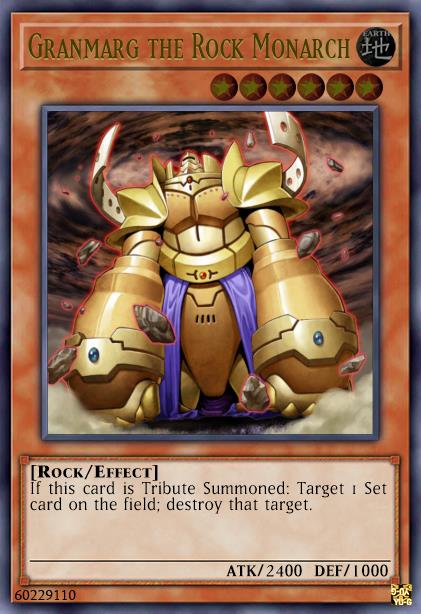 Granmarg the Rock Monarch
EARTH
地
[Rock/Effect]
If this card is Tribute Summoned: Target 1 Set
card on the field; destroy that target.
ATK/2400 DEF/1000
60229110